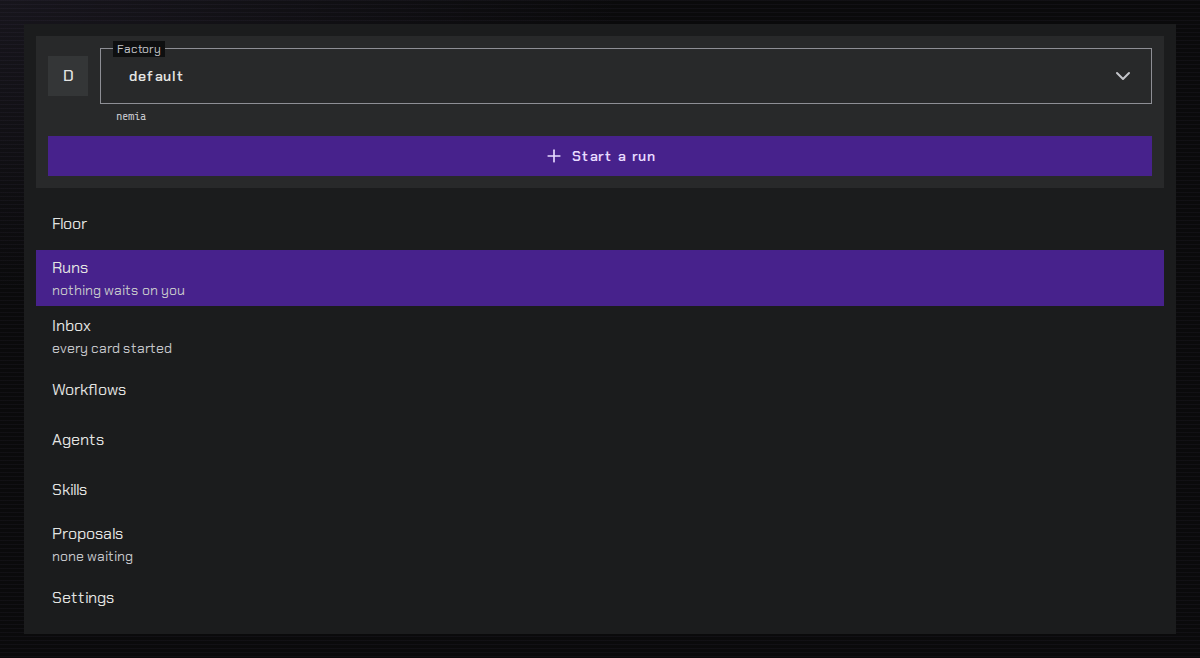 Factory
D
default
nemia
Start a run
Floor
Runs
nothing waits on you
Inbox
every card started
Workflows
Agents
Skills
Proposals
none waiting
Settings